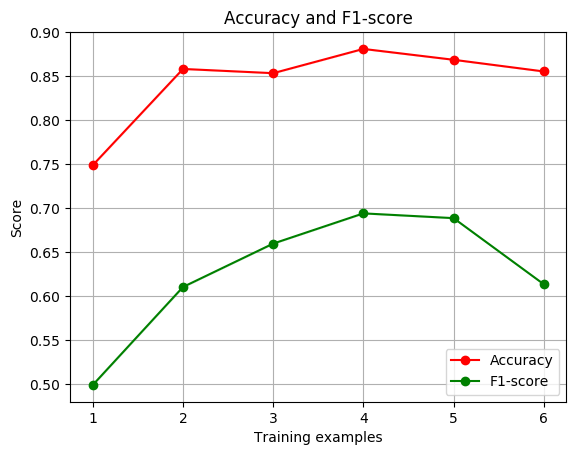 Accuracy and F1-score
0.90
0.85
0.80
0.75
0.70
0.65
0.60
0.55
0.50
Score
1 2 3 4 5 6
Training examples
Accuracy
F1-score